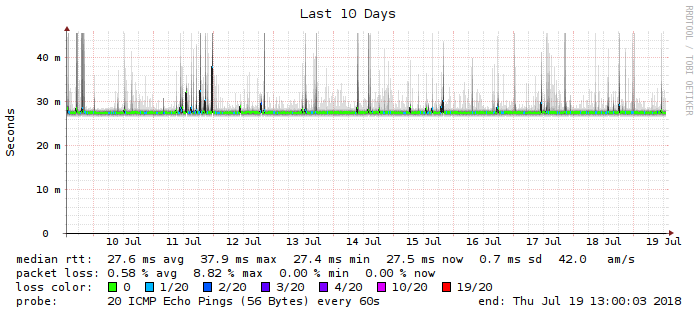 Last 10 Days
RRDTOOL / TOBI OETIKER
Seconds
40 m
30 m
20 m
10 m
0
10 Jul 11 Jul 12 Jul 13 Jul 14 Jul 15 Jul 16 Jul 17 Jul 18 Jul 19 Jul
median rtt: 27.6 ms avg 37.9 ms max 27.4 ms min 27.5 ms now 0.7 ms sd 42.0 am/s
packet loss: 0.58 % avg 8.82 % max 0.00 % min 0.00 % now
loss color: 0 1/20 2/20 3/20 4/20 10/20 19/20
probe: 20 ICMP Echo Pings (56 Bytes) every 60s end: Thu Jul 19 13:00:03 2018